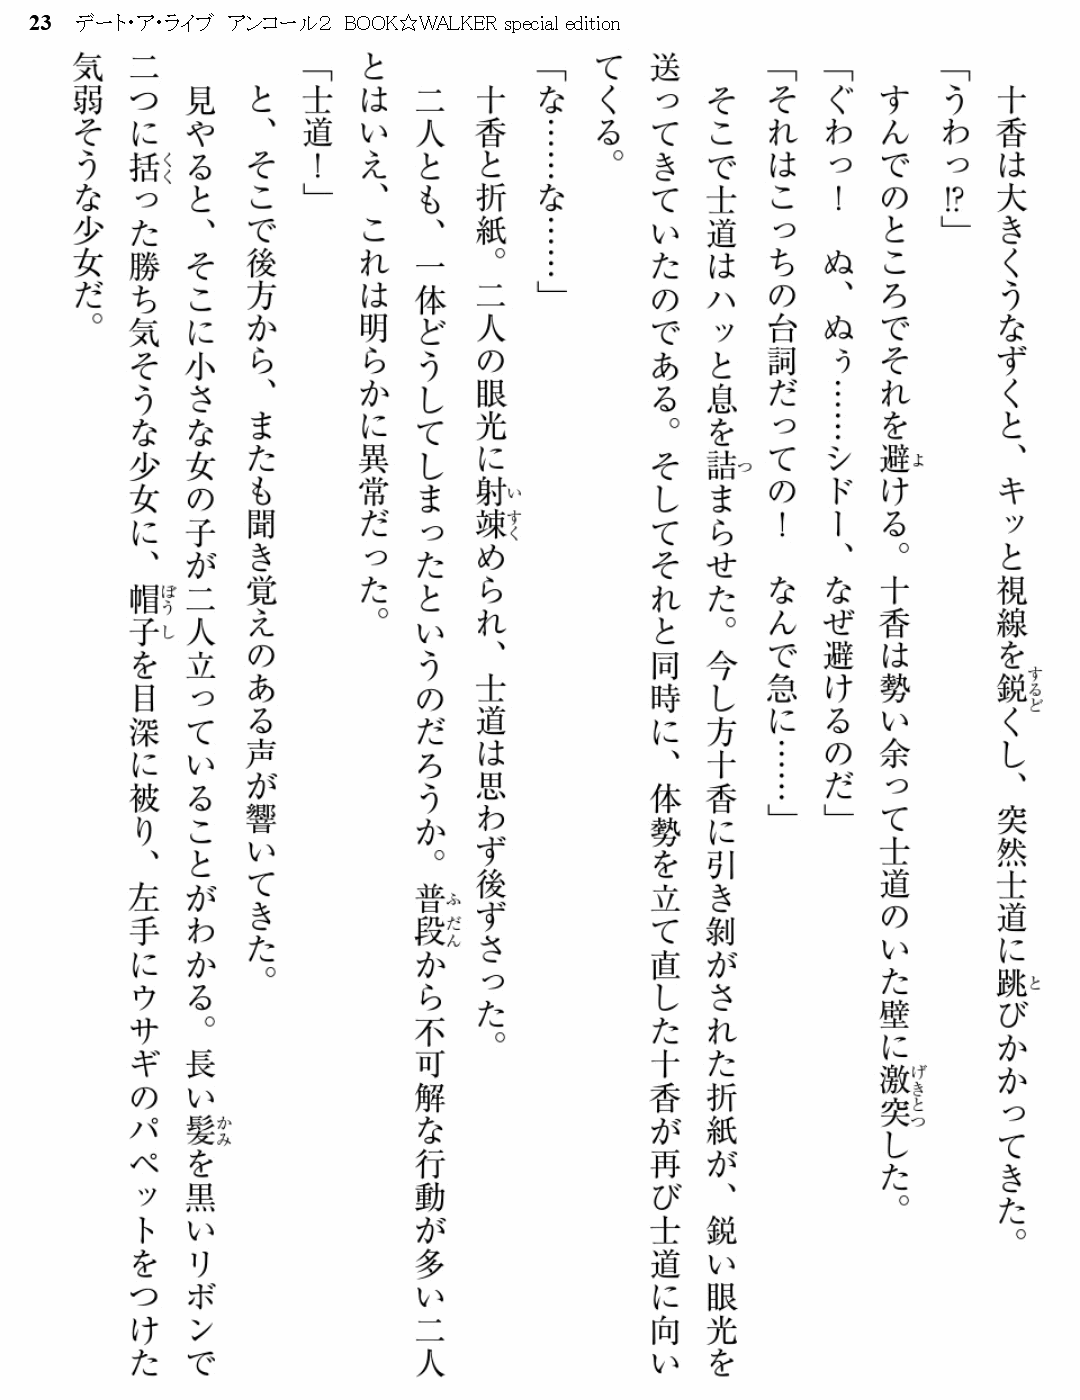 23 デート・ア・ライブ アンコール2 BOOK☆WALKER special edition
　十香は大きくうなずくと、キッと視線を鋭くし、突然士道に跳びかかってきた。
「うわっ!?」
　すんでのところでそれを避ける。十香は勢い余って士道のいた壁に激突した。
「ぐわっ！　ぬ、ぬぅ……シドー、なぜ避けるのだ」
「それはこっちの台詞だっての！　なんで急に……」
　そこで士道はハッと息を詰まらせた。今し方十香に引き剝がされた折紙が、鋭い眼光を
送ってきていたのである。そしてそれと同時に、体勢を立て直した十香が再び士道に向い
てくる。
「な……な……」
　十香と折紙。二人の眼光に射竦められ、士道は思わず後ずさった。
　二人とも、一体どうしてしまったというのだろうか。普段から不可解な行動が多い二人
とはいえ、これは明らかに異常だった。
「士道！」
　と、そこで後方から、またも聞き覚えのある声が響いてきた。
　見やると、そこに小さな女の子が二人立っていることがわかる。長い髪を黒いリボンで
二つに括った勝ち気そうな少女に、帽子を目深に被り、左手にウサギのパペットをつけた
気弱そうな少女だ。